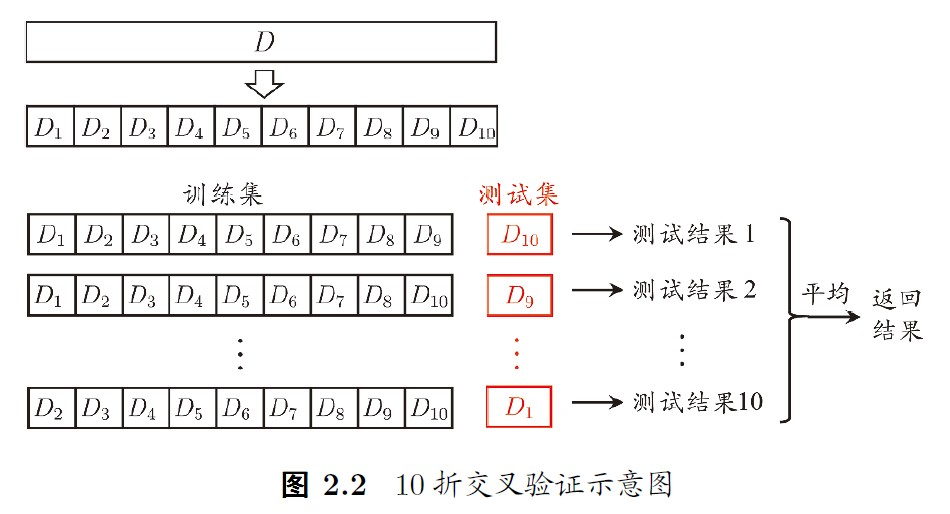 D
D₁ D₂ D₃ D₄ D₅ D₆ D₇ D₈ D₉ D₁₀
训练集 测试集
D₁ D₂ D₃ D₄ D₅ D₆ D₇ D₈ D₉ D₁₀ → 测试结果 1
D₁ D₂ D₃ D₄ D₅ D₆ D₇ D₈ D₁₀ D₉ → 测试结果 2
平均 返回
结果
⋮ ⋮ ⋮
D₂ D₃ D₄ D₅ D₆ D₇ D₈ D₉ D₁₀ D₁ → 测试结果10
图 2.2 10 折交叉验证示意图